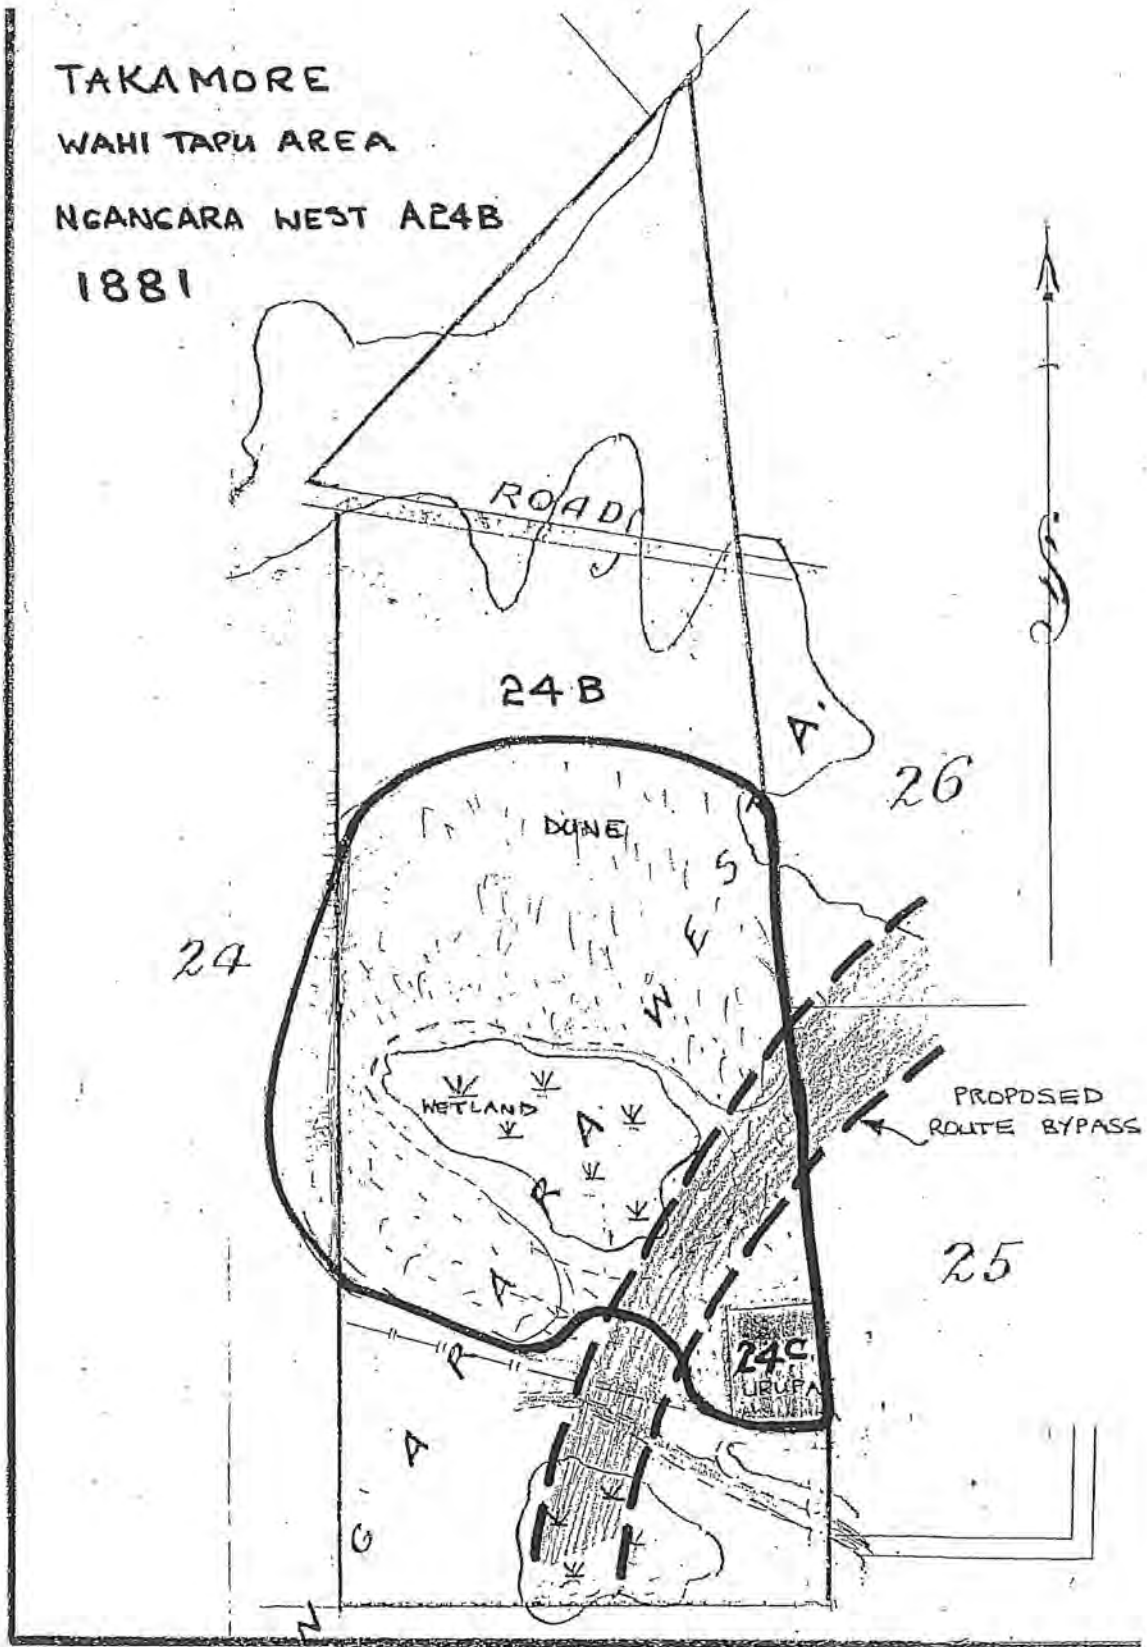 TAKAMORE
WAHI TAPU AREA
NGANGARA WEST A24B
1881
ROAD
24B
26
DUNE
24
WETLAND
PROPOSED
ROUTE BYPASS
25
24C
URUPA
N G A R A R A W E S T A.